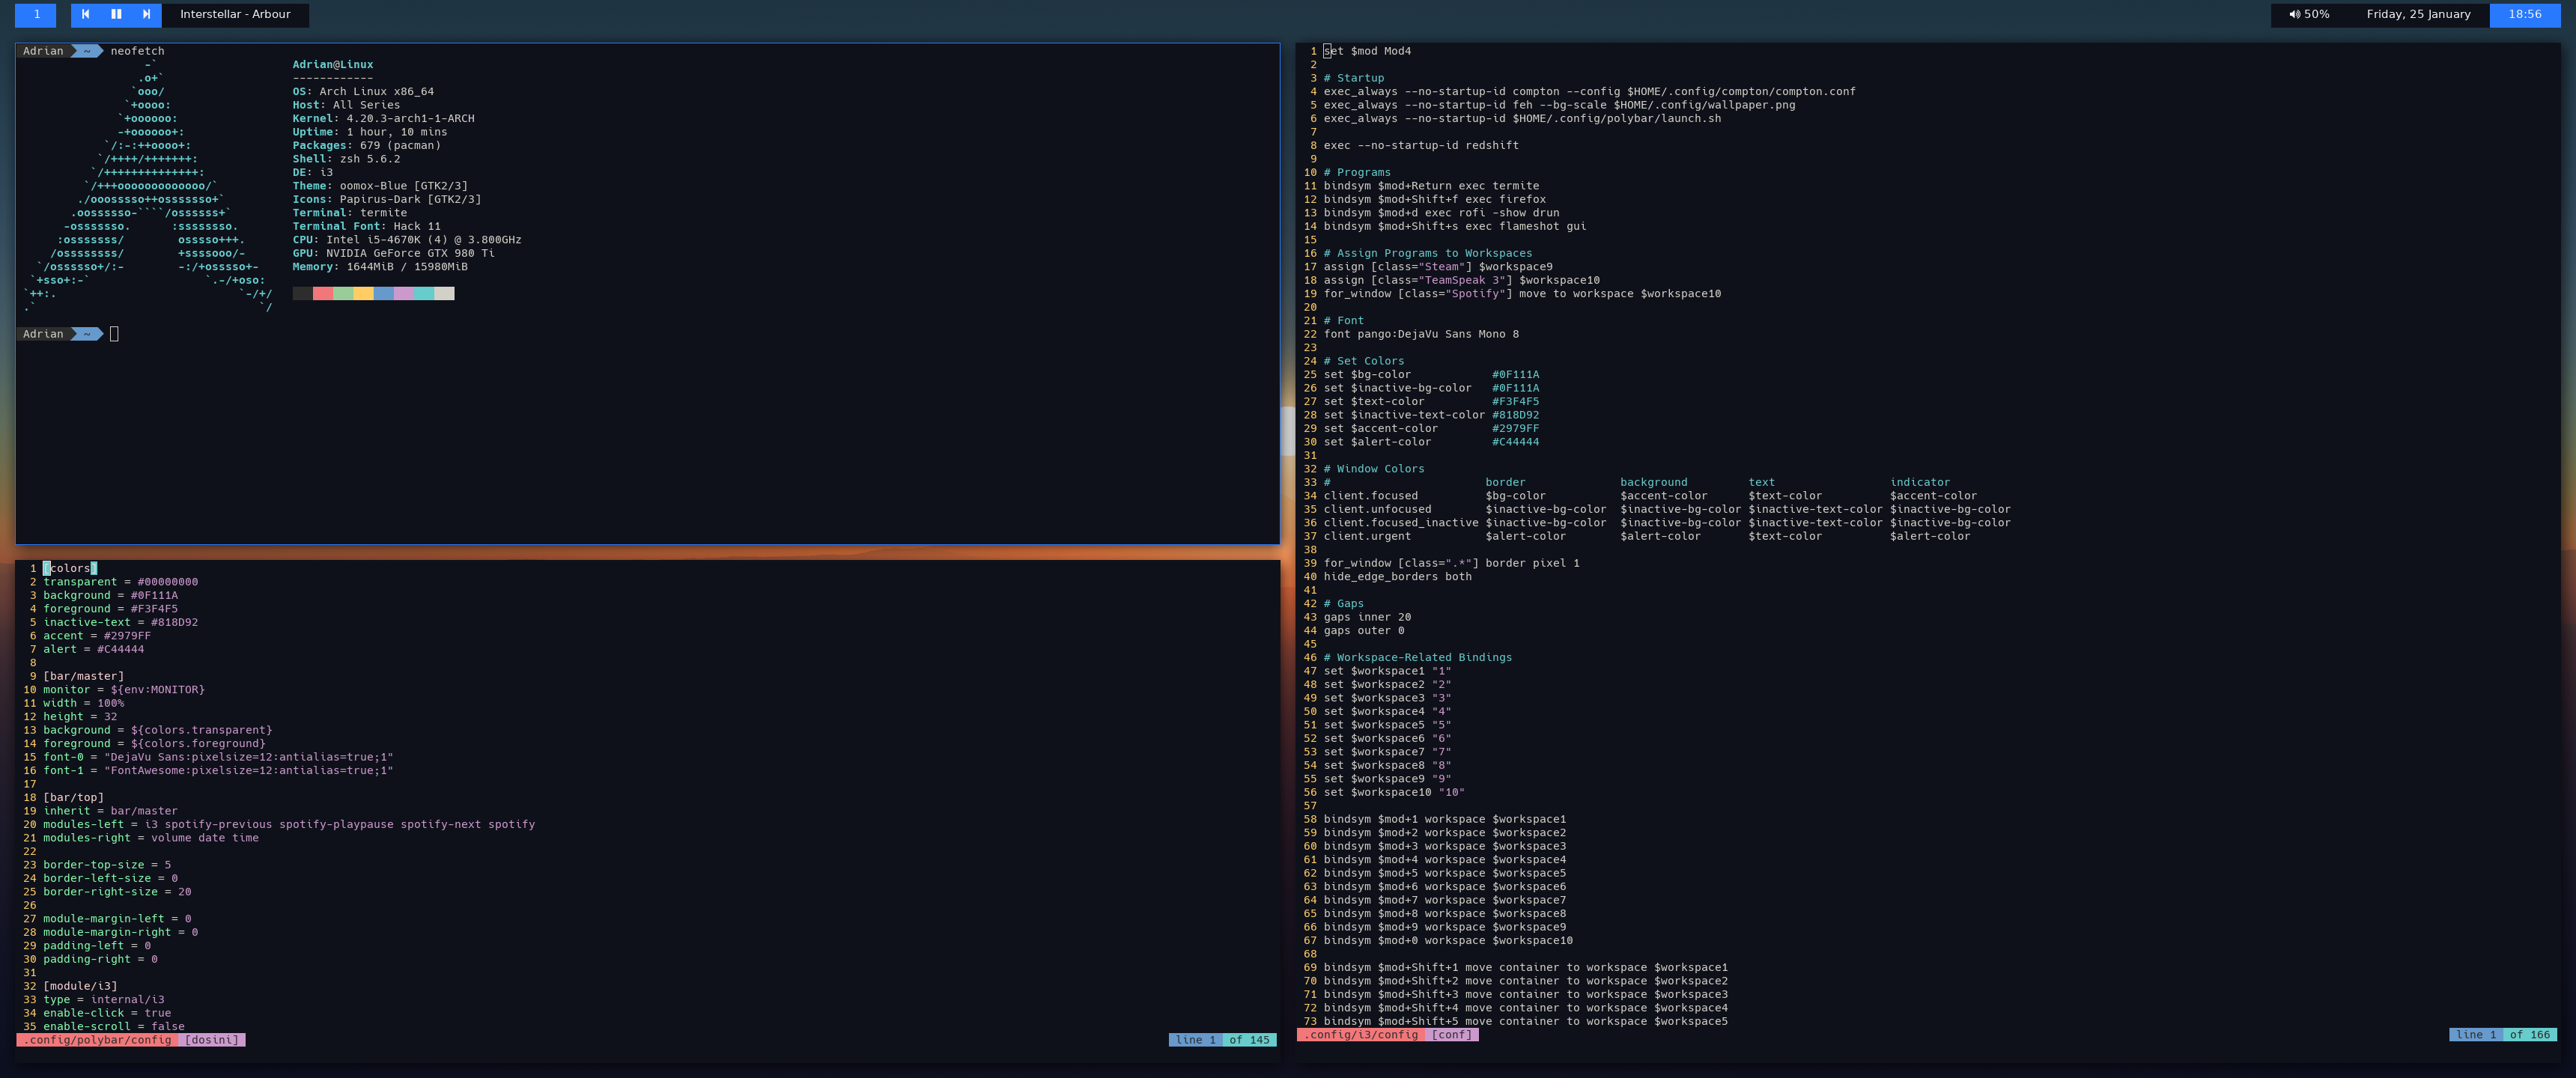 1 Interstellar - Arbour 50% Friday, 25 January 18:56
Adrian ~ neofetch
-`
.o+`
`ooo/
`+oooo:
`+oooooo:
-+oooooo+:
`/:-:++oooo+:
`/++++/+++++++:
`/++++++++++++++:
`/+++ooooooooooooo/`
./ooosssso++osssssso+`
.oossssso-````/ossssss+`
-osssssso. :ssssssso.
:osssssss/ osssso+++.
/ossssssss/ +ssssooo/-
`/ossssso+/:- -:/+osssso+-
`+sso+:-` `.-/+oso:
`++:. `-/+/
.` `/
Adrian@Linux
------------
OS: Arch Linux x86_64
Host: All Series
Kernel: 4.20.3-arch1-1-ARCH
Uptime: 1 hour, 10 mins
Packages: 679 (pacman)
Shell: zsh 5.6.2
DE: i3
Theme: oomox-Blue [GTK2/3]
Icons: Papirus-Dark [GTK2/3]
Terminal: termite
Terminal Font: Hack 11
CPU: Intel i5-4670K (4) @ 3.800GHz
GPU: NVIDIA GeForce GTX 980 Ti
Memory: 1644MiB / 15980MiB
Adrian ~
1 [colors]
2 transparent = #00000000
3 background = #0F111A
4 foreground = #F3F4F5
5 inactive-text = #818D92
6 accent = #2979FF
7 alert = #C44444
8
9 [bar/master]
10 monitor = ${env:MONITOR}
11 width = 100%
12 height = 32
13 background = ${colors.transparent}
14 foreground = ${colors.foreground}
15 font-0 = "DejaVu Sans:pixelsize=12:antialias=true;1"
16 font-1 = "FontAwesome:pixelsize=12:antialias=true;1"
17
18 [bar/top]
19 inherit = bar/master
20 modules-left = i3 spotify-previous spotify-playpause spotify-next spotify
21 modules-right = volume date time
22
23 border-top-size = 5
24 border-left-size = 0
25 border-right-size = 20
26
27 module-margin-left = 0
28 module-margin-right = 0
29 padding-left = 0
30 padding-right = 0
31
32 [module/i3]
33 type = internal/i3
34 enable-click = true
35 enable-scroll = false
.config/polybar/config [dosini] line 1 of 145
1 set $mod Mod4
2
3 # Startup
4 exec_always --no-startup-id compton --config $HOME/.config/compton/compton.conf
5 exec_always --no-startup-id feh --bg-scale $HOME/.config/wallpaper.png
6 exec_always --no-startup-id $HOME/.config/polybar/launch.sh
7
8 exec --no-startup-id redshift
9
10 # Programs
11 bindsym $mod+Return exec termite
12 bindsym $mod+Shift+f exec firefox
13 bindsym $mod+d exec rofi -show drun
14 bindsym $mod+Shift+s exec flameshot gui
15
16 # Assign Programs to Workspaces
17 assign [class="Steam"] $workspace9
18 assign [class="TeamSpeak 3"] $workspace10
19 for_window [class="Spotify"] move to workspace $workspace10
20
21 # Font
22 font pango:DejaVu Sans Mono 8
23
24 # Set Colors
25 set $bg-color #0F111A
26 set $inactive-bg-color #0F111A
27 set $text-color #F3F4F5
28 set $inactive-text-color #818D92
29 set $accent-color #2979FF
30 set $alert-color #C44444
31
32 # Window Colors
33 # border background text indicator
34 client.focused $bg-color $accent-color $text-color $accent-color
35 client.unfocused $inactive-bg-color $inactive-bg-color $inactive-text-color $inactive-bg-color
36 client.focused_inactive $inactive-bg-color $inactive-bg-color $inactive-text-color $inactive-bg-color
37 client.urgent $alert-color $alert-color $text-color $alert-color
38
39 for_window [class=".*"] border pixel 1
40 hide_edge_borders both
41
42 # Gaps
43 gaps inner 20
44 gaps outer 0
45
46 # Workspace-Related Bindings
47 set $workspace1 "1"
48 set $workspace2 "2"
49 set $workspace3 "3"
50 set $workspace4 "4"
51 set $workspace5 "5"
52 set $workspace6 "6"
53 set $workspace7 "7"
54 set $workspace8 "8"
55 set $workspace9 "9"
56 set $workspace10 "10"
57
58 bindsym $mod+1 workspace $workspace1
59 bindsym $mod+2 workspace $workspace2
60 bindsym $mod+3 workspace $workspace3
61 bindsym $mod+4 workspace $workspace4
62 bindsym $mod+5 workspace $workspace5
63 bindsym $mod+6 workspace $workspace6
64 bindsym $mod+7 workspace $workspace7
65 bindsym $mod+8 workspace $workspace8
66 bindsym $mod+9 workspace $workspace9
67 bindsym $mod+0 workspace $workspace10
68
69 bindsym $mod+Shift+1 move container to workspace $workspace1
70 bindsym $mod+Shift+2 move container to workspace $workspace2
71 bindsym $mod+Shift+3 move container to workspace $workspace3
72 bindsym $mod+Shift+4 move container to workspace $workspace4
73 bindsym $mod+Shift+5 move container to workspace $workspace5
.config/i3/config [conf] line 1 of 166